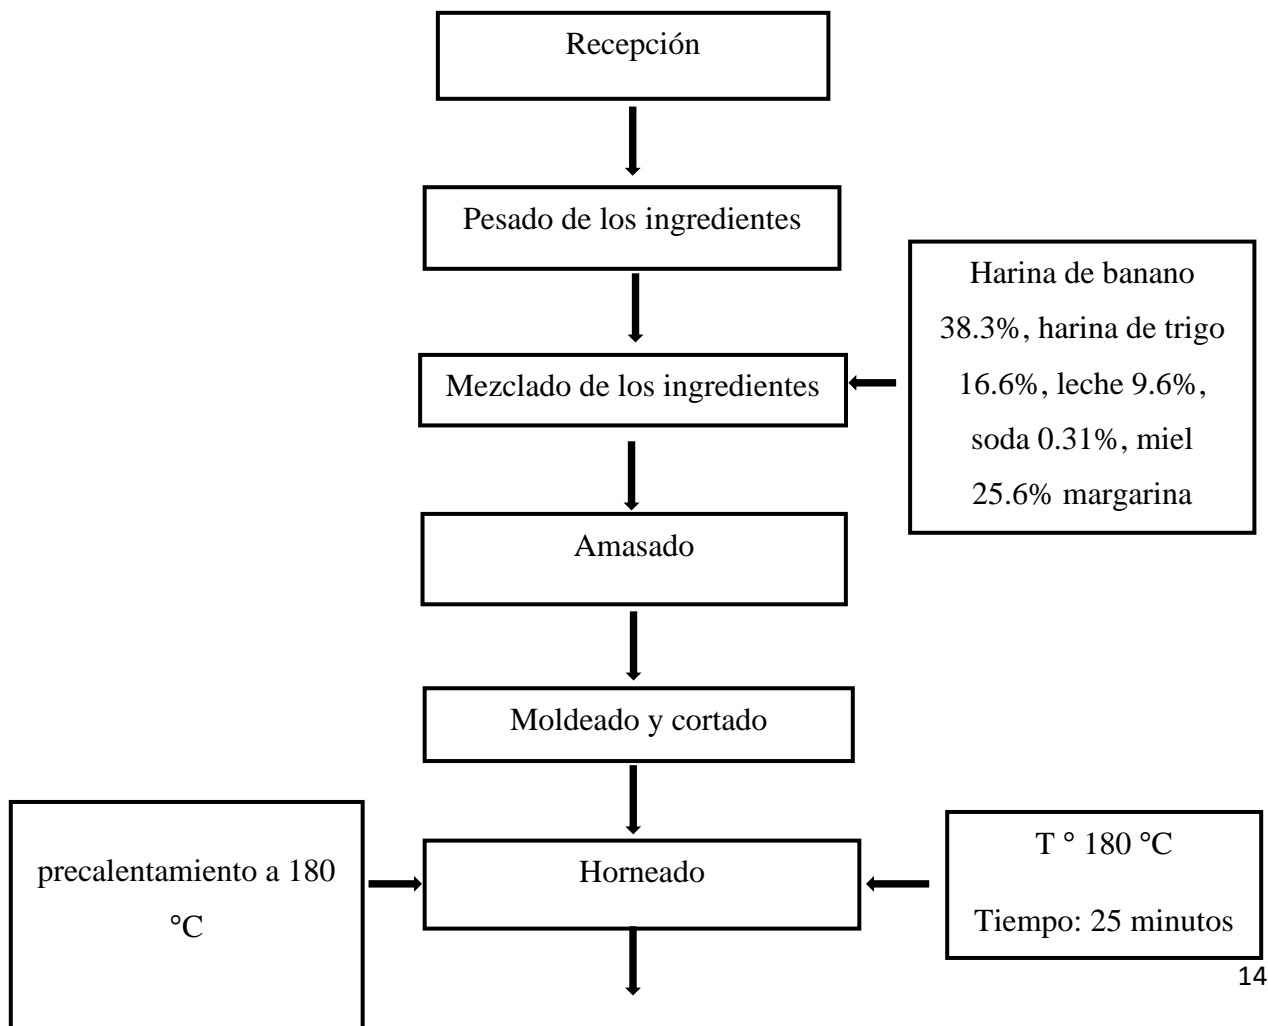 Recepción
Pesado de los ingredientes
Mezclado de los ingredientes
Harina de banano
38.3%, harina de trigo
16.6%, leche 9.6%,
soda 0.31%, miel
25.6% margarina
Amasado
Moldeado y cortado
precalentamiento a 180
°C
Horneado
T ° 180 °C
Tiempo: 25 minutos
14